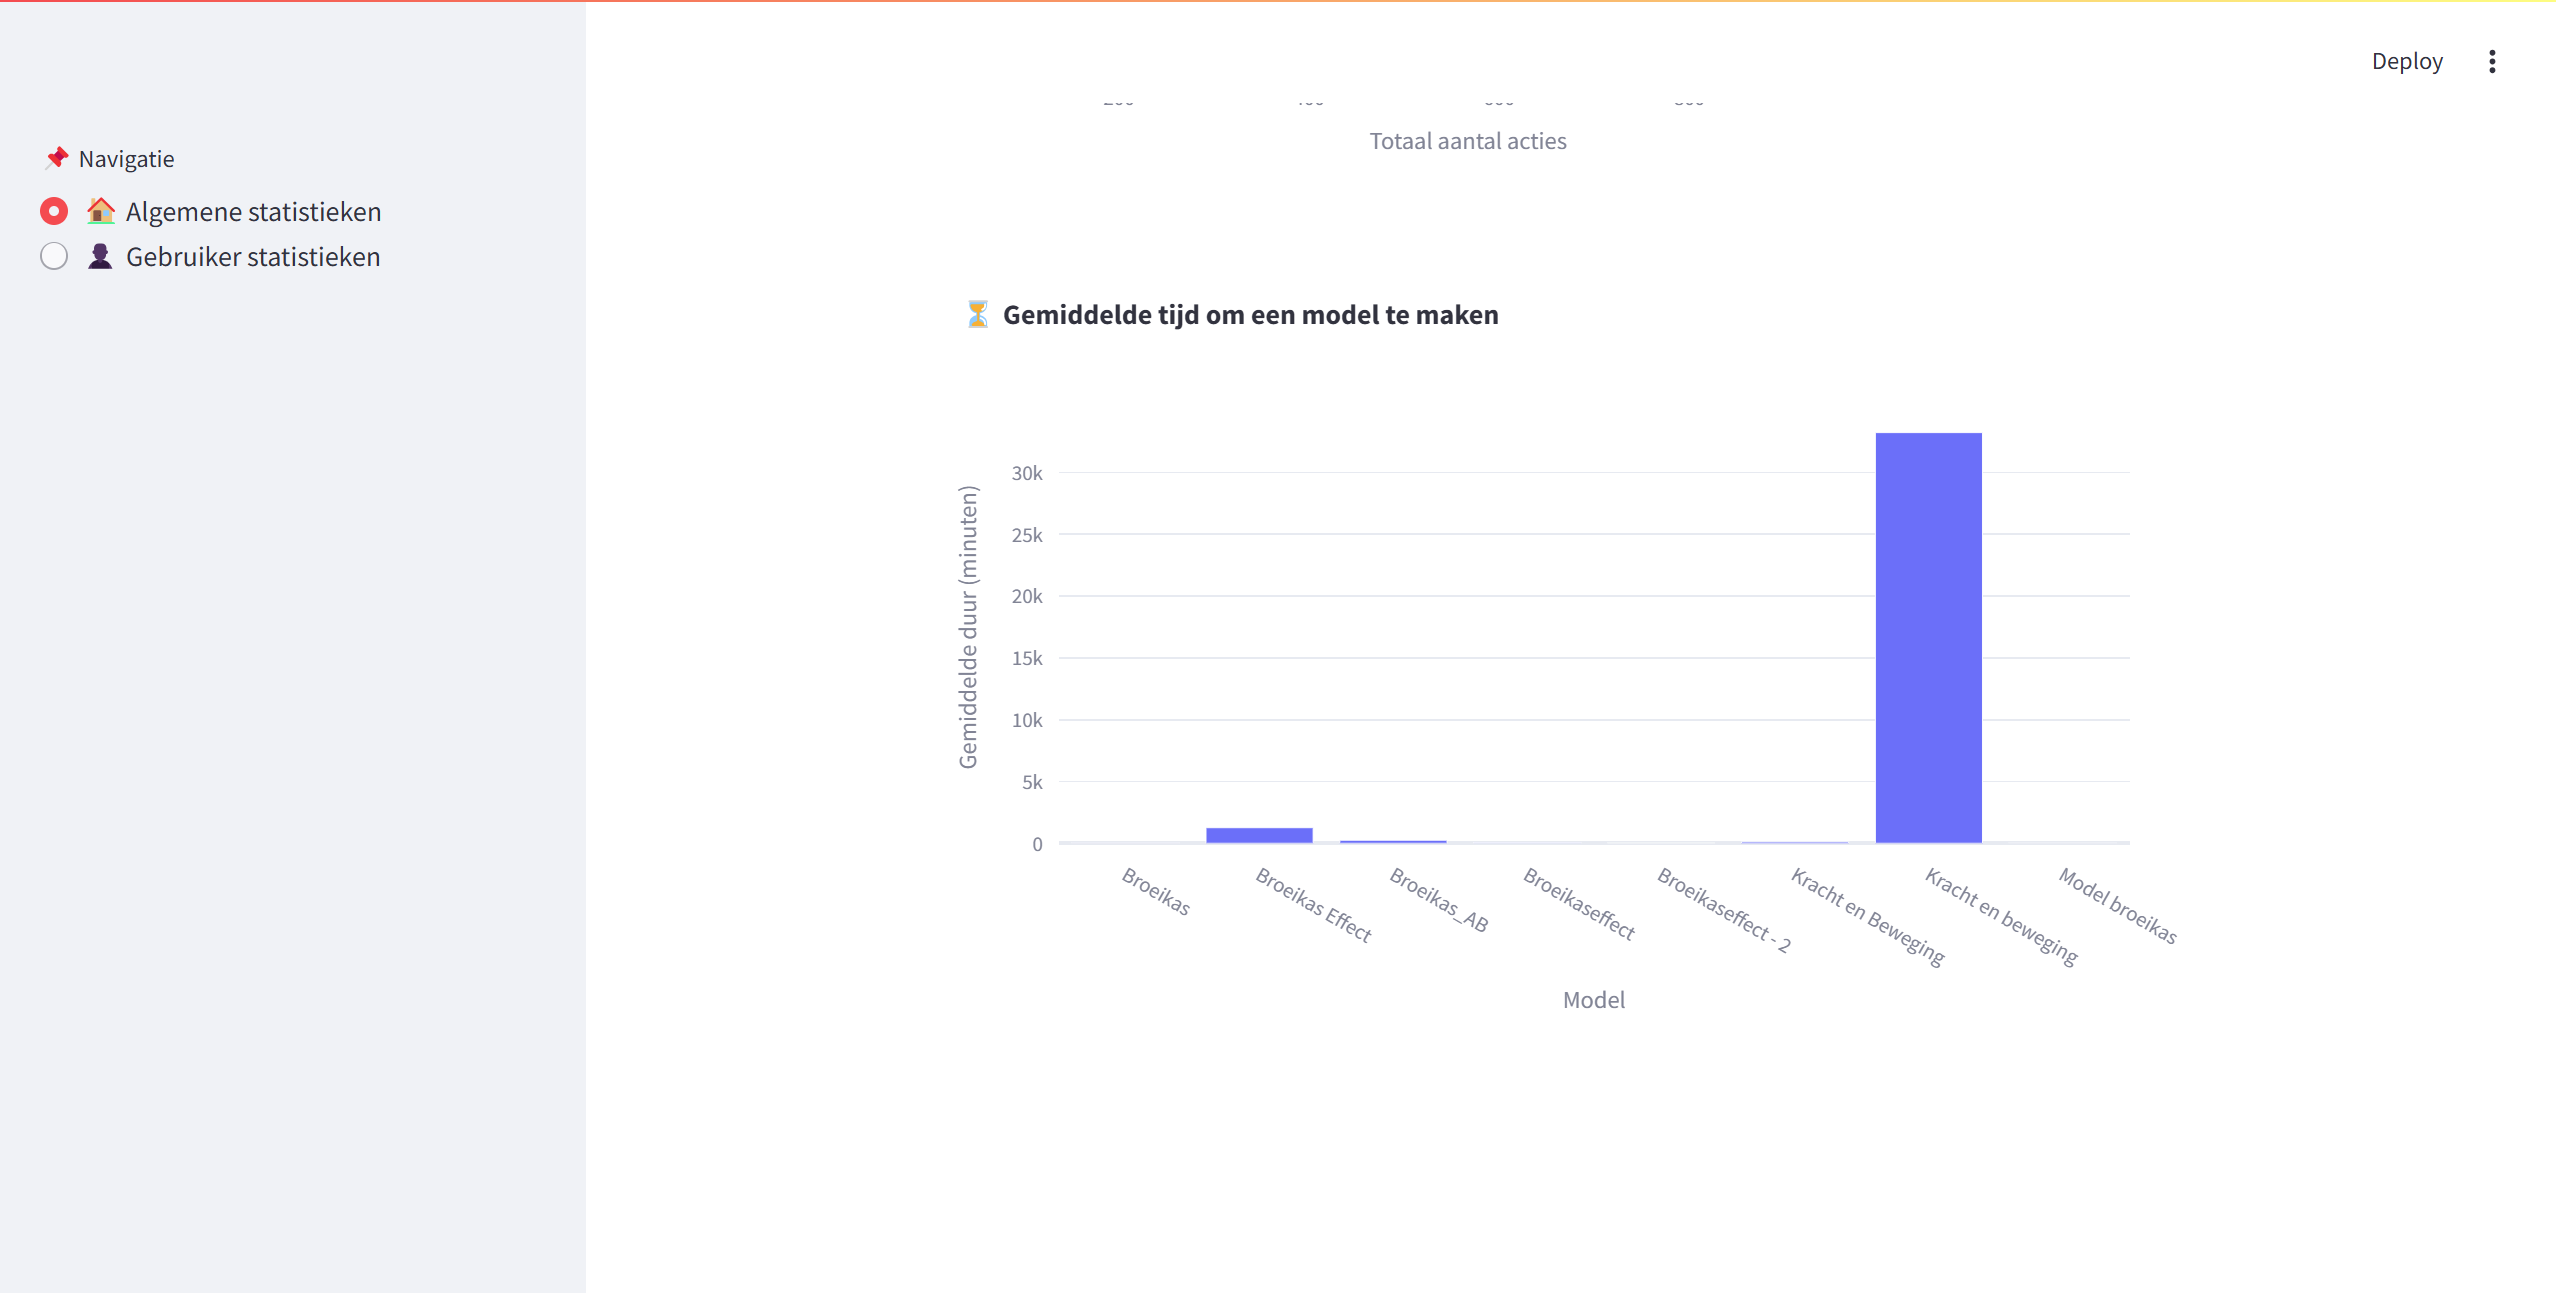 Deploy
Navigatie
Algemene statistieken
Gebruiker statistieken
Totaal aantal acties
Gemiddelde tijd om een model te maken
Gemiddelde duur (minuten)
30k
25k
20k
15k
10k
5k
0
Broeikas
Broeikas Effect
Broeikas_AB
Broeikaseffect
Broeikaseffect - 2
Kracht en Beweging
Kracht en beweging
Model broeikas
Model